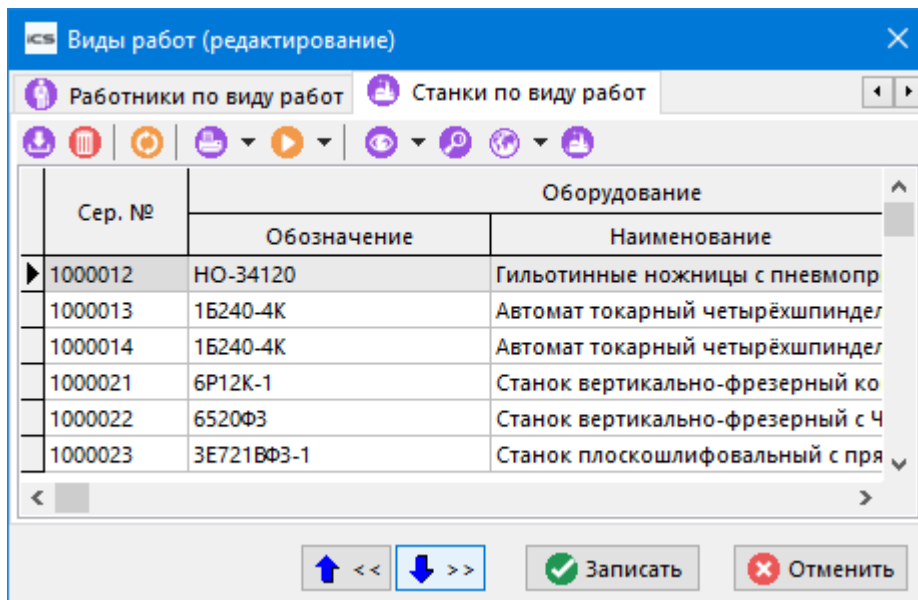 iCS Виды работ (редактирование)
Работники по виду работ Станки по виду работ
Сер. № Оборудование
Обозначение Наименование
1000012 НО-34120 Гильотинные ножницы с пневмопр
1000013 1Б240-4К Автомат токарный четырёхшпиндел
1000014 1Б240-4К Автомат токарный четырёхшпиндел
1000021 6Р12К-1 Станок вертикально-фрезерный ко
1000022 6520Ф3 Станок вертикально-фрезерный с Ч
1000023 3Е721ВФ3-1 Станок плоскошлифовальный с пря
<< >> Записать Отменить